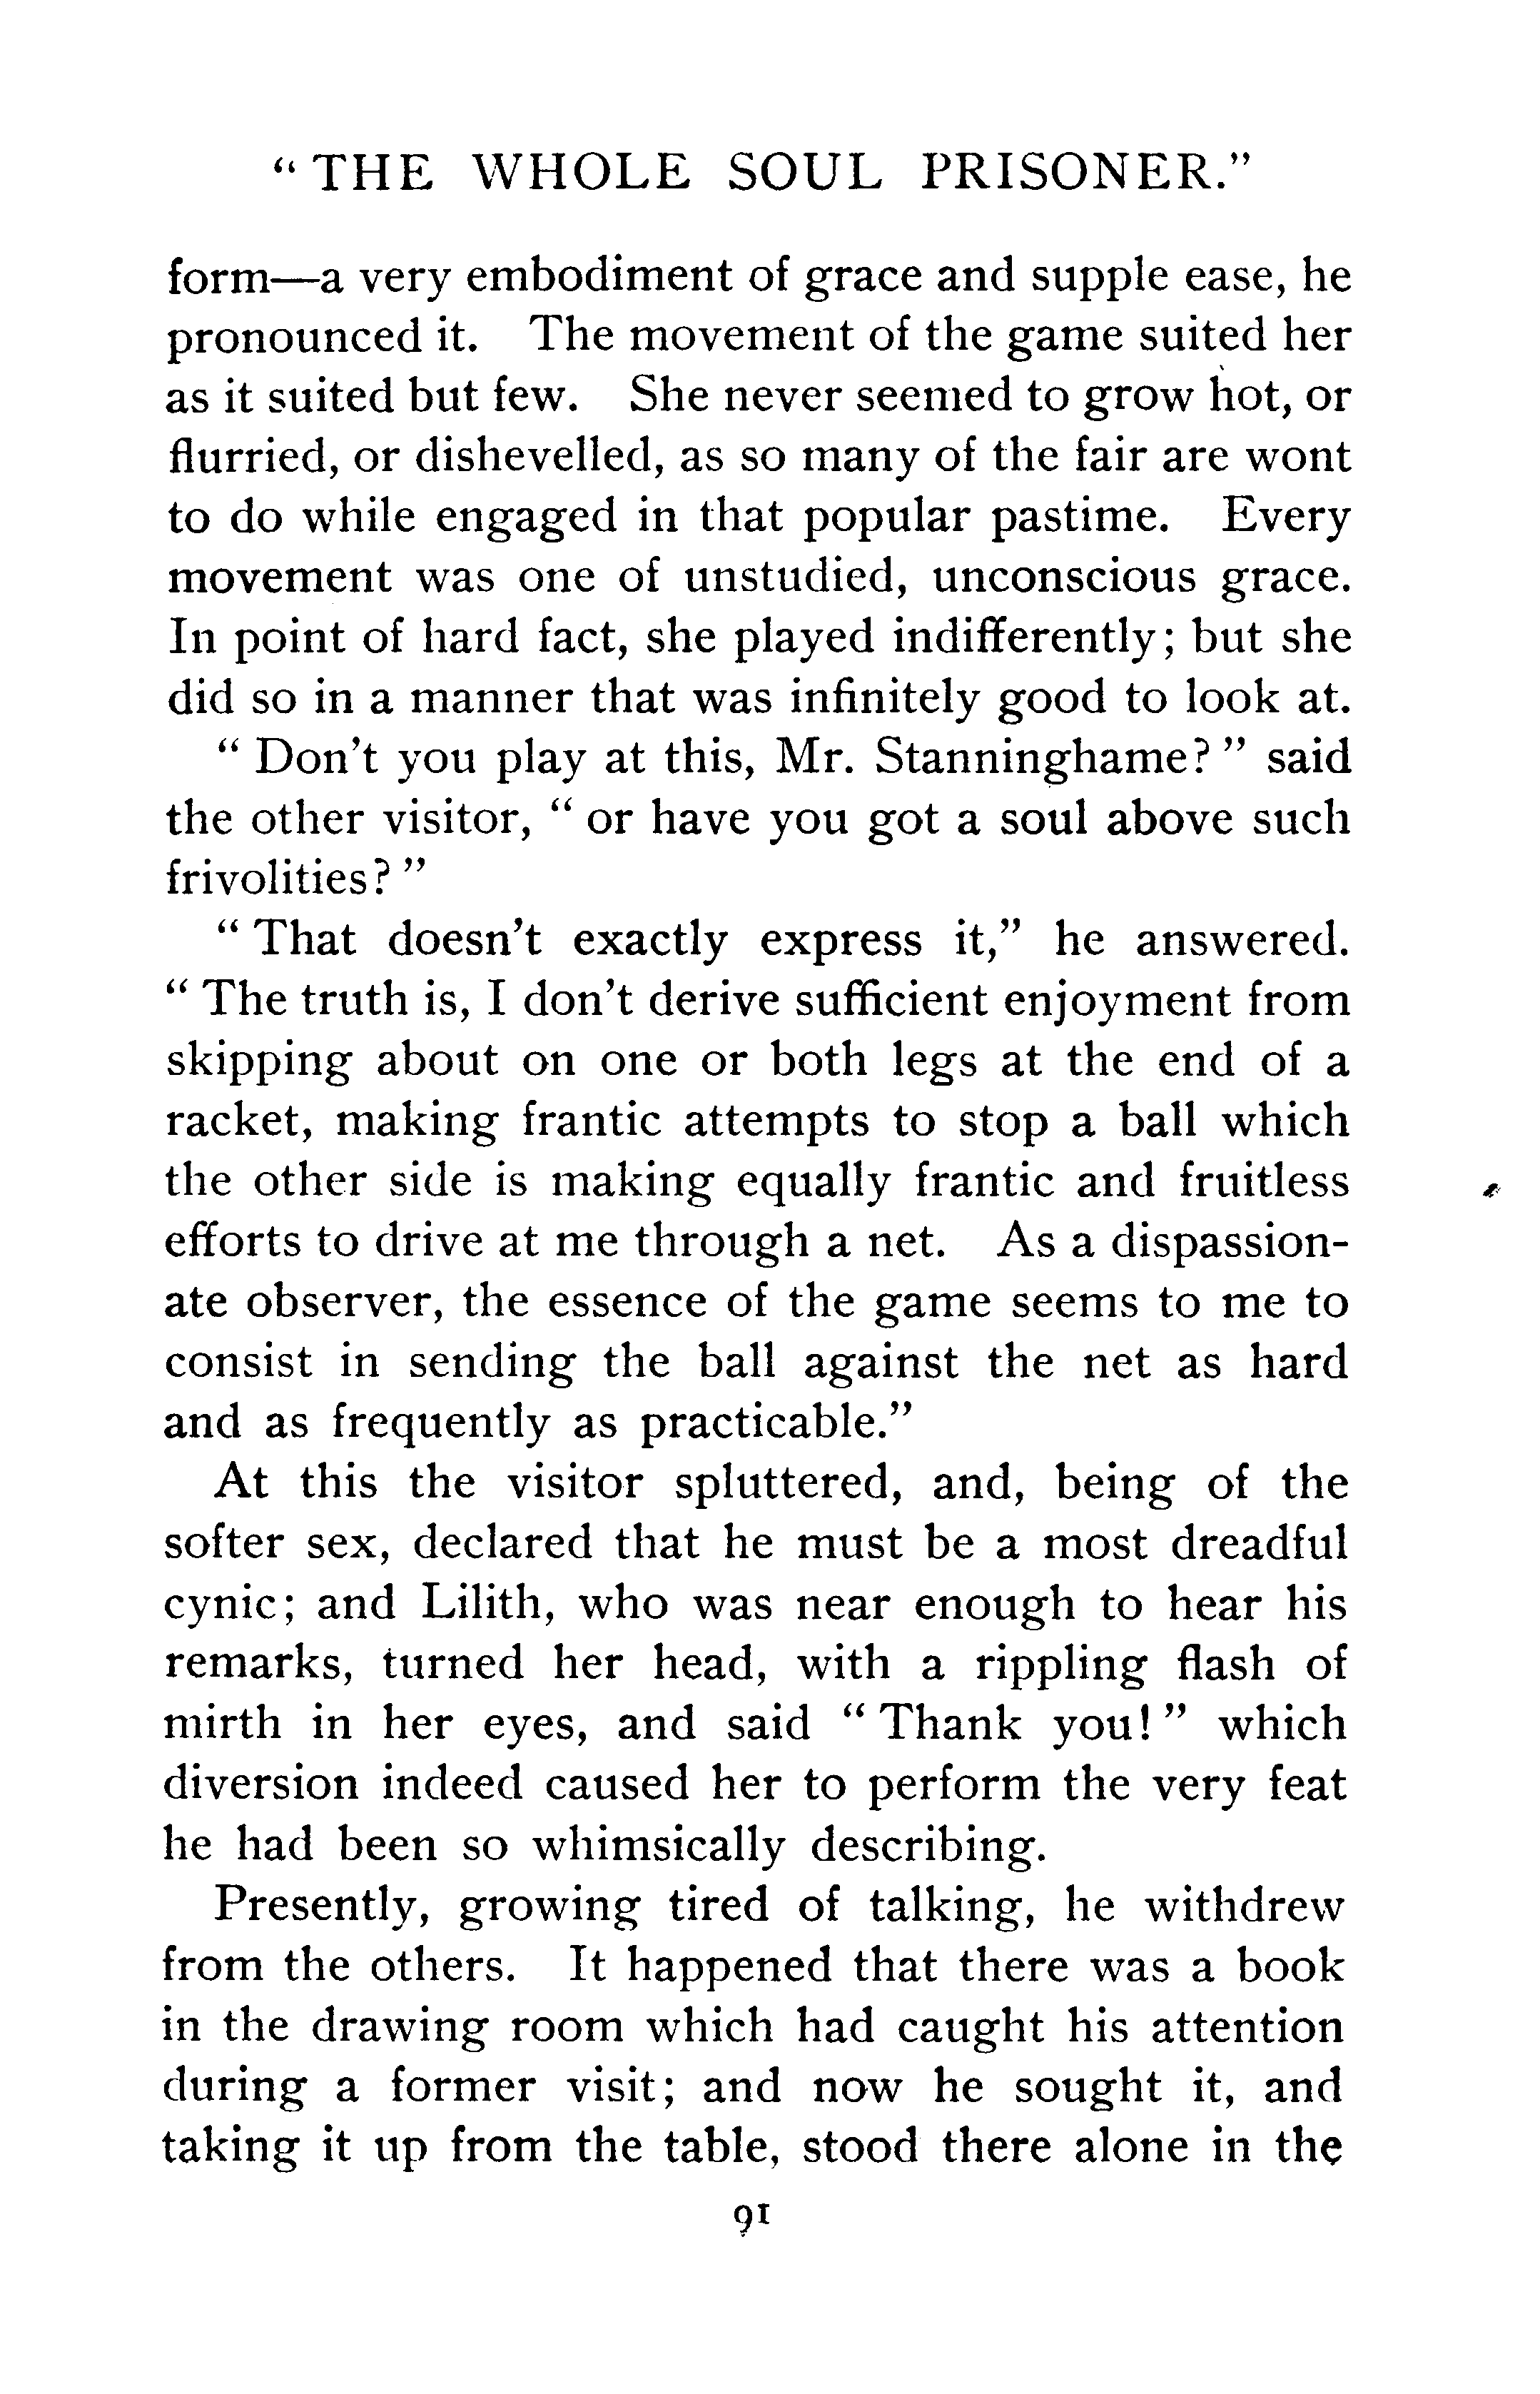 “ THE WHOLE SOUL PRISONER.”
form—a very embodiment of grace and supple ease, he
pronounced it. The movement of the game suited her
as it suited but few. She never seemed to grow hot, or
flurried, or dishevelled, as so many of the fair are wont
to do while engaged in that popular pastime. Every
movement was one of unstudied, unconscious grace.
In point of hard fact, she played indifferently; but she
did so in a manner that was infinitely good to look at.
“ Don't you play at this, Mr. Stanninghame? ” said
the other visitor, “ or have you got a soul above such
frivolities? ”
“ That doesn't exactly express it,” he answered.
“ The truth is, I don't derive sufficient enjoyment from
skipping about on one or both legs at the end of a
racket, making frantic attempts to stop a ball which
the other side is making equally frantic and fruitless
efforts to drive at me through a net. As a dispassion-
ate observer, the essence of the game seems to me to
consist in sending the ball against the net as hard
and as frequently as practicable.”
At this the visitor spluttered, and, being of the
softer sex, declared that he must be a most dreadful
cynic; and Lilith, who was near enough to hear his
remarks, turned her head, with a rippling flash of
mirth in her eyes, and said “ Thank you! ” which
diversion indeed caused her to perform the very feat
he had been so whimsically describing.
Presently, growing tired of talking, he withdrew
from the others. It happened that there was a book
in the drawing room which had caught his attention
during a former visit; and now he sought it, and
taking it up from the table, stood there alone in the
91